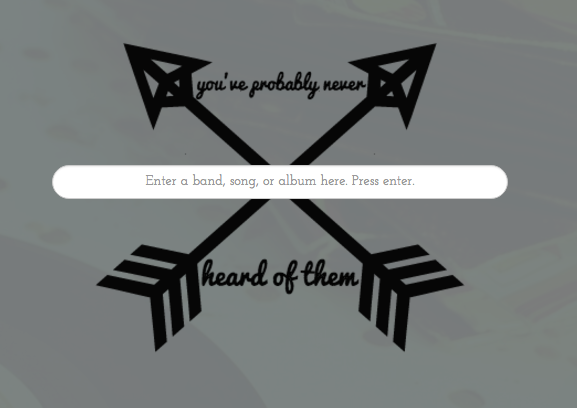 you've probably never
Enter a band, song, or album here. Press enter.
heard of them